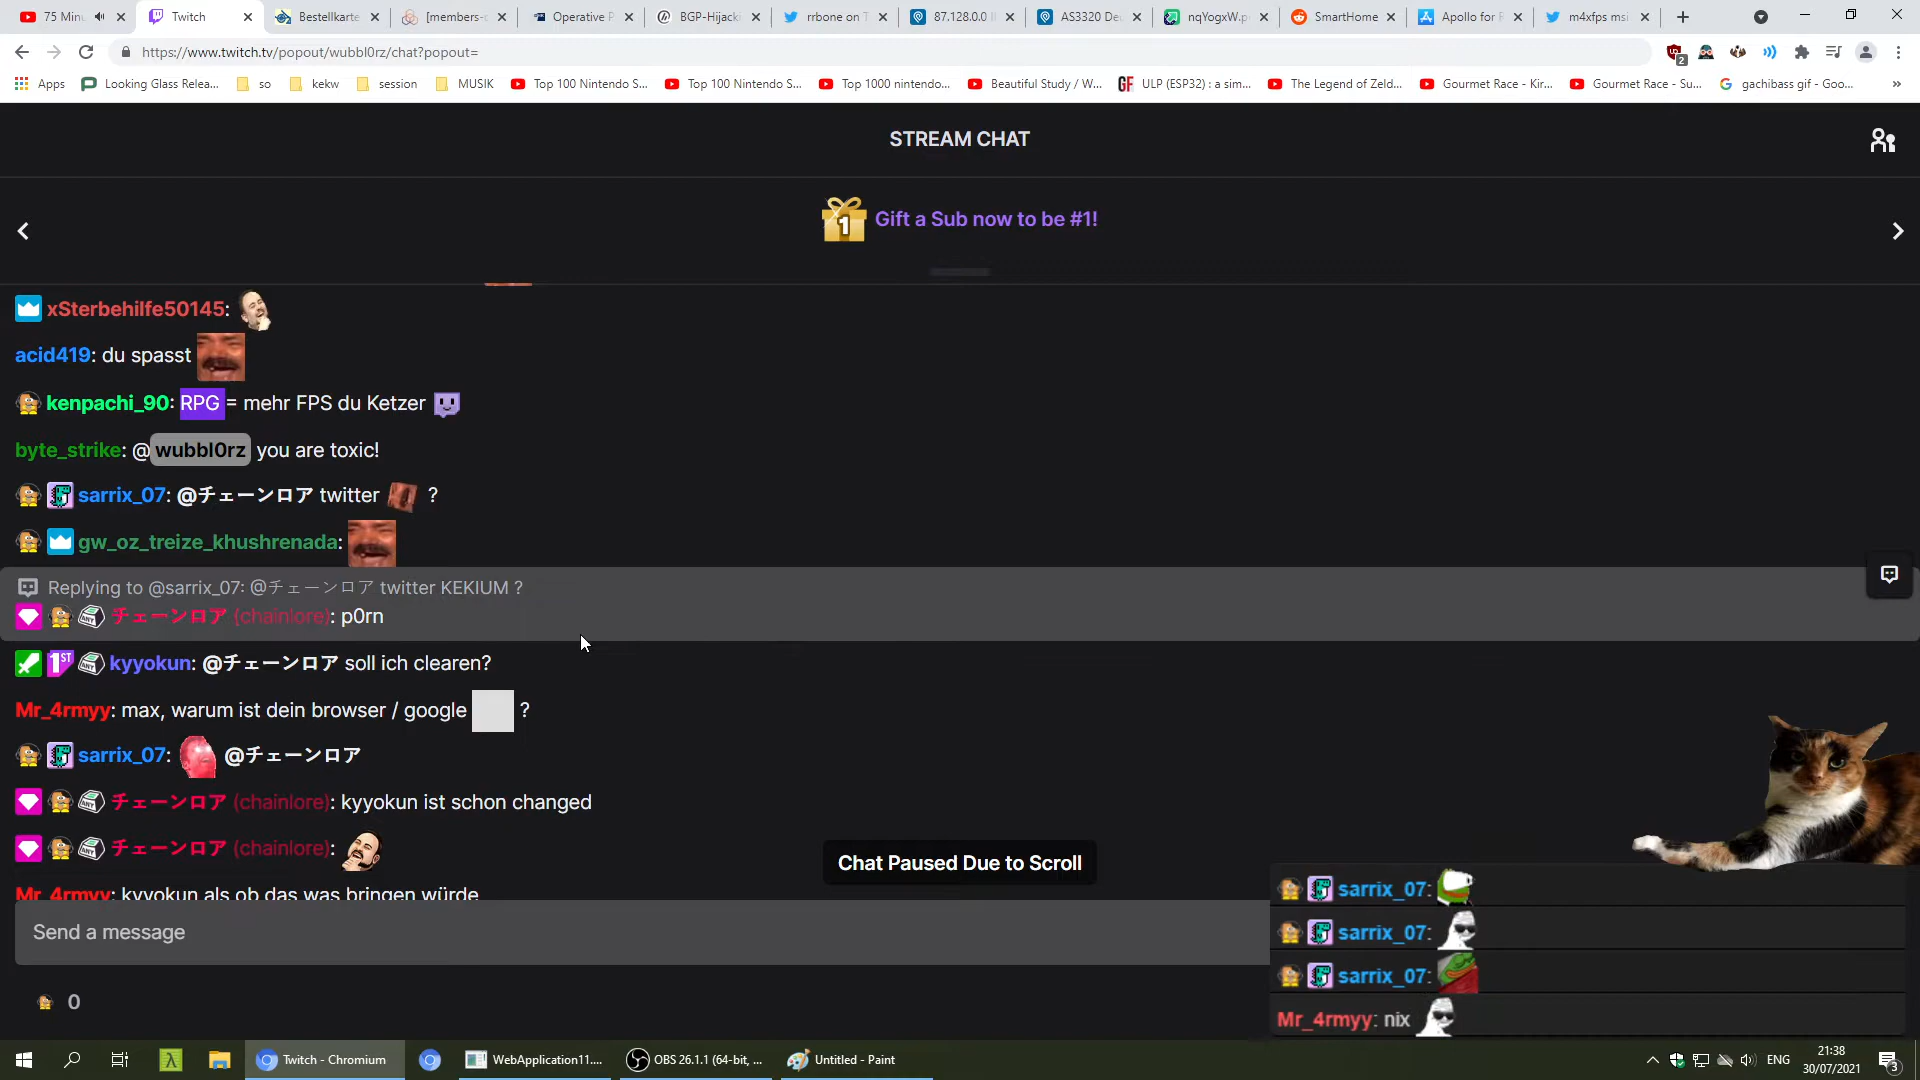 75 Minu
Twitch
Bestellkarte
[members-
Operative P
BGP-Hijack
rrbone on T
87.128.0.0
AS3320 De
nqYogxW.p
SmartHome
Apollo for
m4xfps msi
https://www.twitch.tv/popout/wubbl0rz/chat?popout=
2
Apps
Looking Glass Relea...
so
kekw
session
MUSIK
Top 100 Nintendo S...
Top 100 Nintendo S...
Top 1000 nintendo...
Beautiful Study / W...
GF ULP (ESP32) : a sim...
The Legend of Zeld...
Gourmet Race - Kir...
Gourmet Race - Su...
gachibass gif - Goo...
»
STREAM CHAT
1 Gift a Sub now to be #1!
xSterbehilfe50145:
acid419: du spasst
kenpachi_90: RPG = mehr FPS du Ketzer
byte_strike: @wubbl0rz you are toxic!
sarrix_07: @チェーンロア twitter ?
gw_oz_treize_khushrenada:
Replying to @sarrix_07: @チェーンロア twitter KEKIUM ?
ANY チェーンロア (chainlore): p0rn
1ST ANY kyyokun: @チェーンロア soll ich clearen?
Mr_4rmyy: max, warum ist dein browser / google ?
sarrix_07: @チェーンロア
ANY チェーンロア (chainlore): kyyokun ist schon changed
ANY チェーンロア (chainlore):
Mr_4rmyy: kyyokun als ob das was bringen würde
Chat Paused Due to Scroll
Send a message
0
sarrix_07:
sarrix_07:
sarrix_07:
Mr_4rmyy: nix
Twitch - Chromium
WebApplication11....
OBS 26.1.1 (64-bit, ...
Untitled - Paint
ENG
21:38
30/07/2021
3